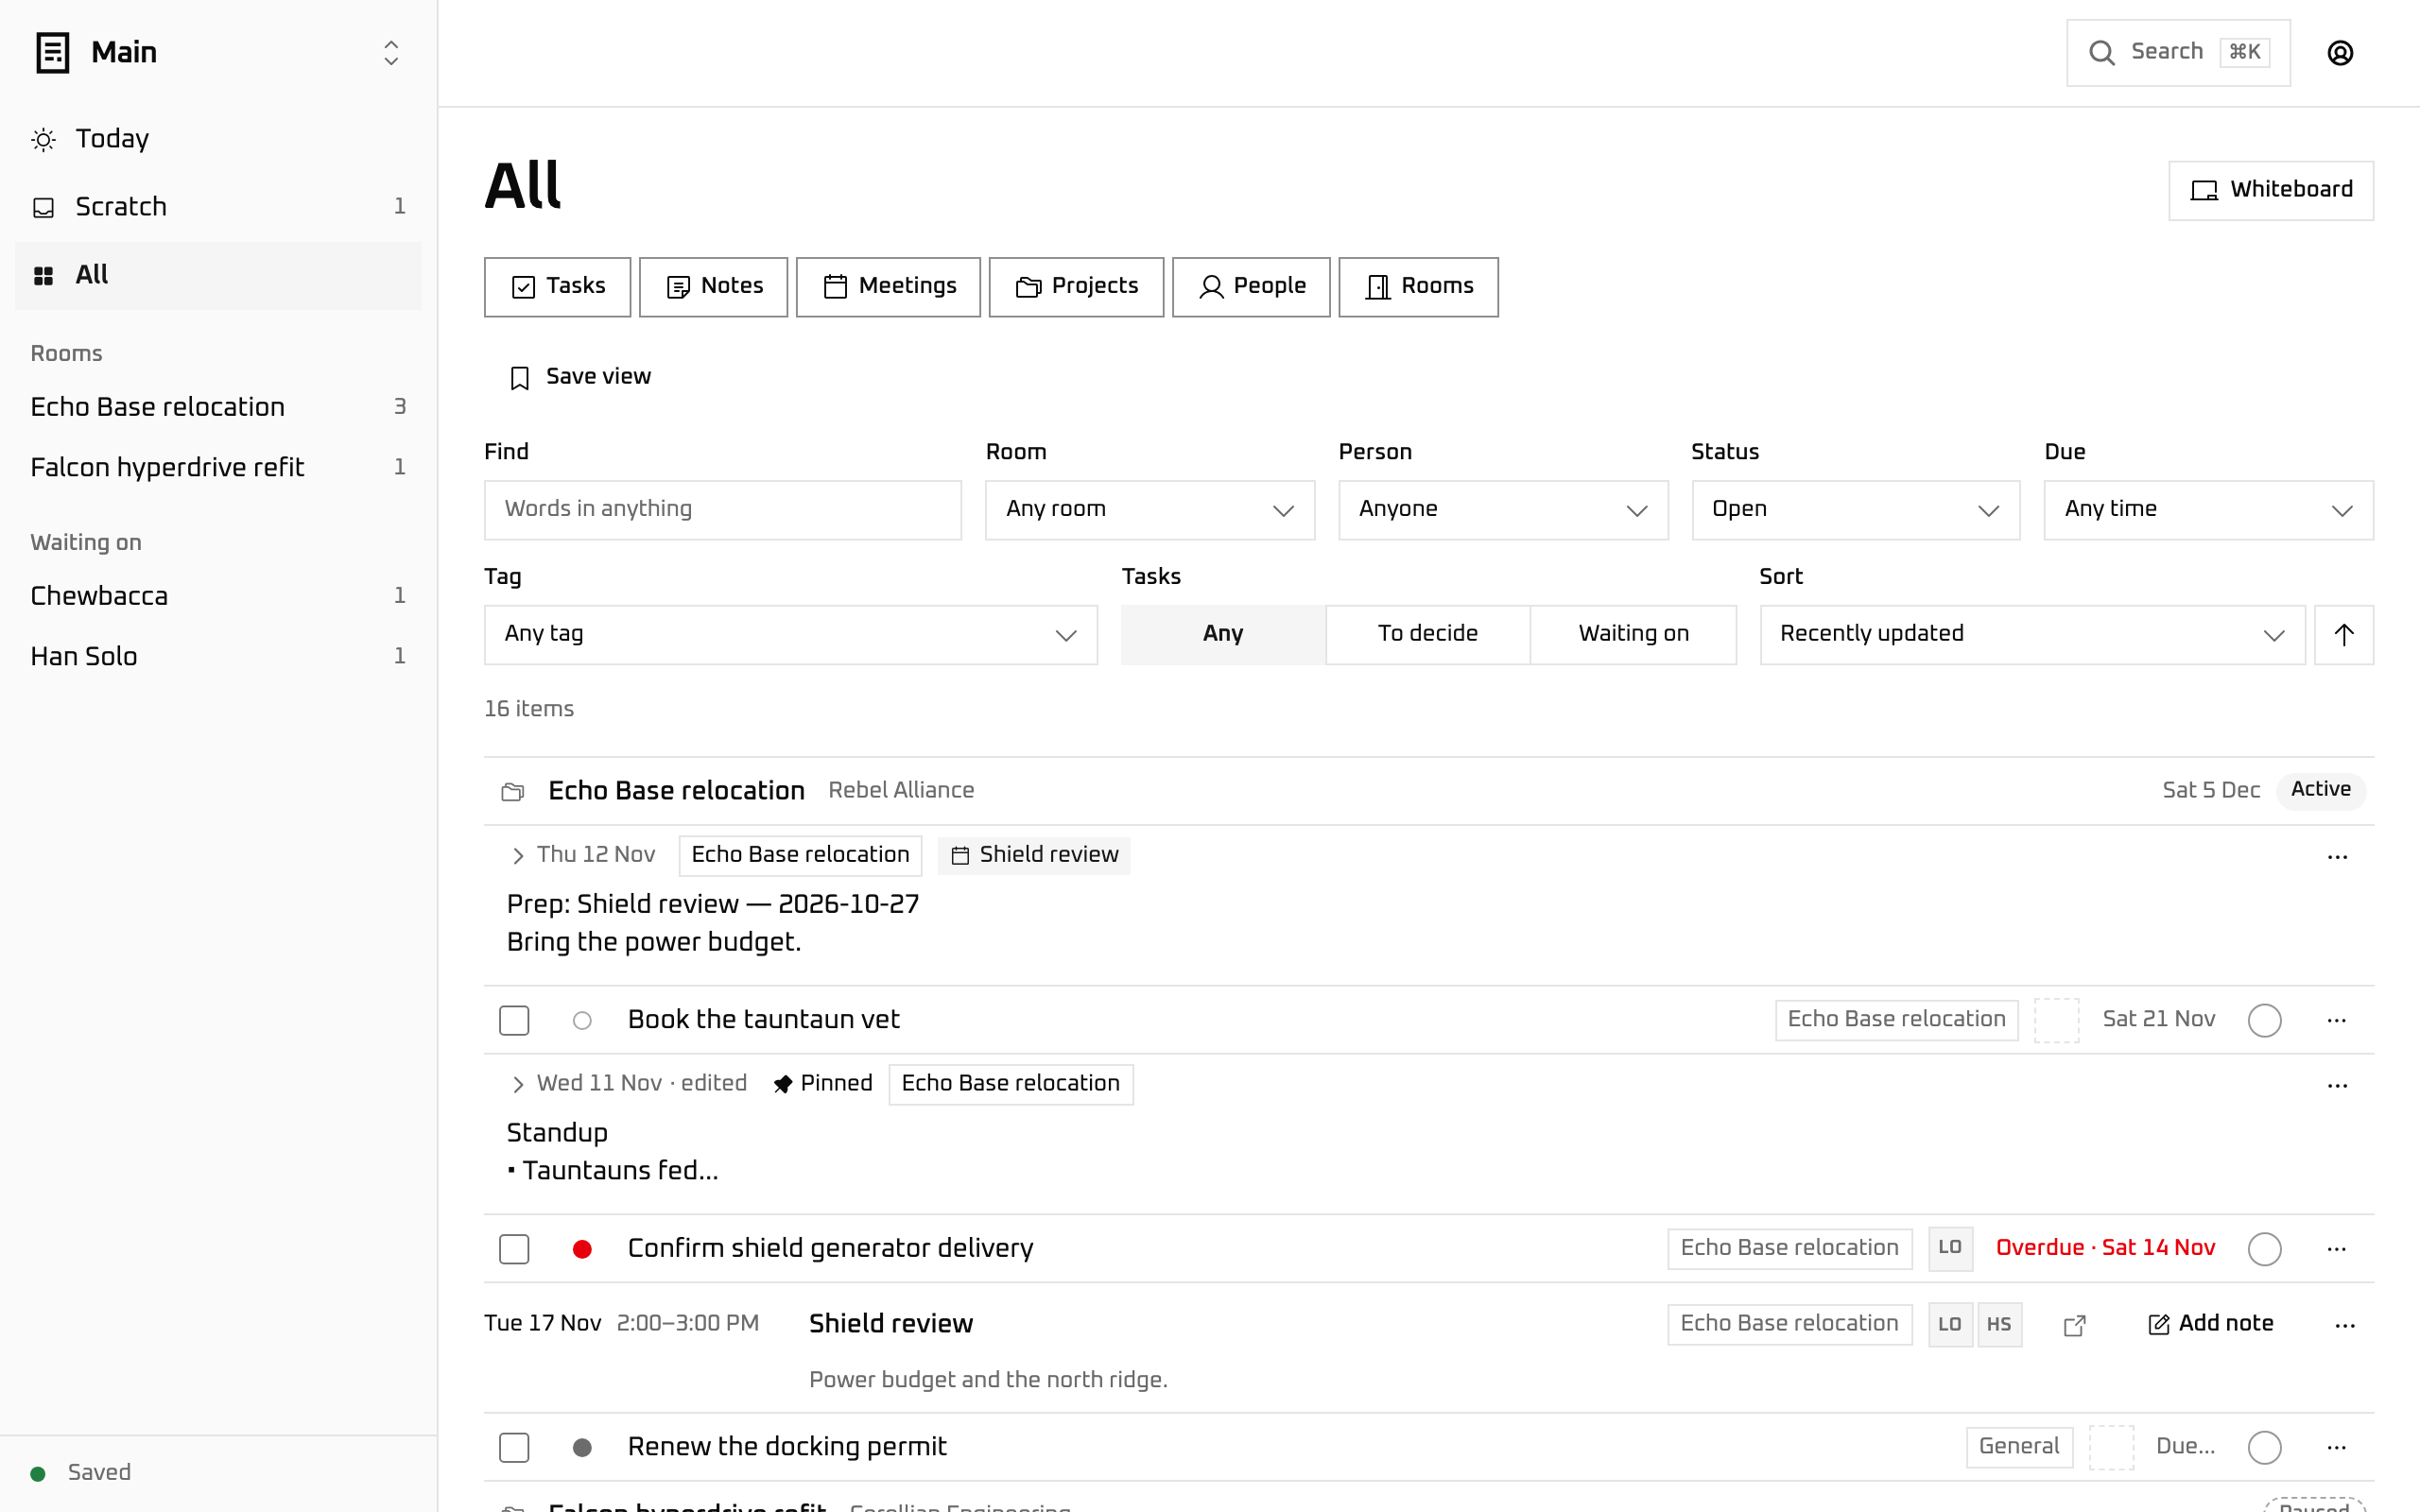 Main
Search ⌘K
Today
Scratch 1
All
Rooms
Echo Base relocation 3
Falcon hyperdrive refit 1
Waiting on
Chewbacca 1
Han Solo 1
Saved
All
Whiteboard
Tasks Notes Meetings Projects People Rooms
Save view
Find Room Person Status Due
Words in anything Any room Anyone Open Any time
Tag Tasks Sort
Any tag Any To decide Waiting on Recently updated
16 items
Echo Base relocation Rebel Alliance Sat 5 Dec Active
Thu 12 Nov Echo Base relocation Shield review
Prep: Shield review — 2026-10-27
Bring the power budget.
Book the tauntaun vet Echo Base relocation Sat 21 Nov
Wed 11 Nov · edited Pinned Echo Base relocation
Standup
▪ Tauntauns fed...
Confirm shield generator delivery Echo Base relocation LO Overdue · Sat 14 Nov
Tue 17 Nov 2:00–3:00 PM Shield review Echo Base relocation LO HS Add note
Power budget and the north ridge.
Renew the docking permit General Due...
Falcon hyperdrive refit Corellian Engineering Paused